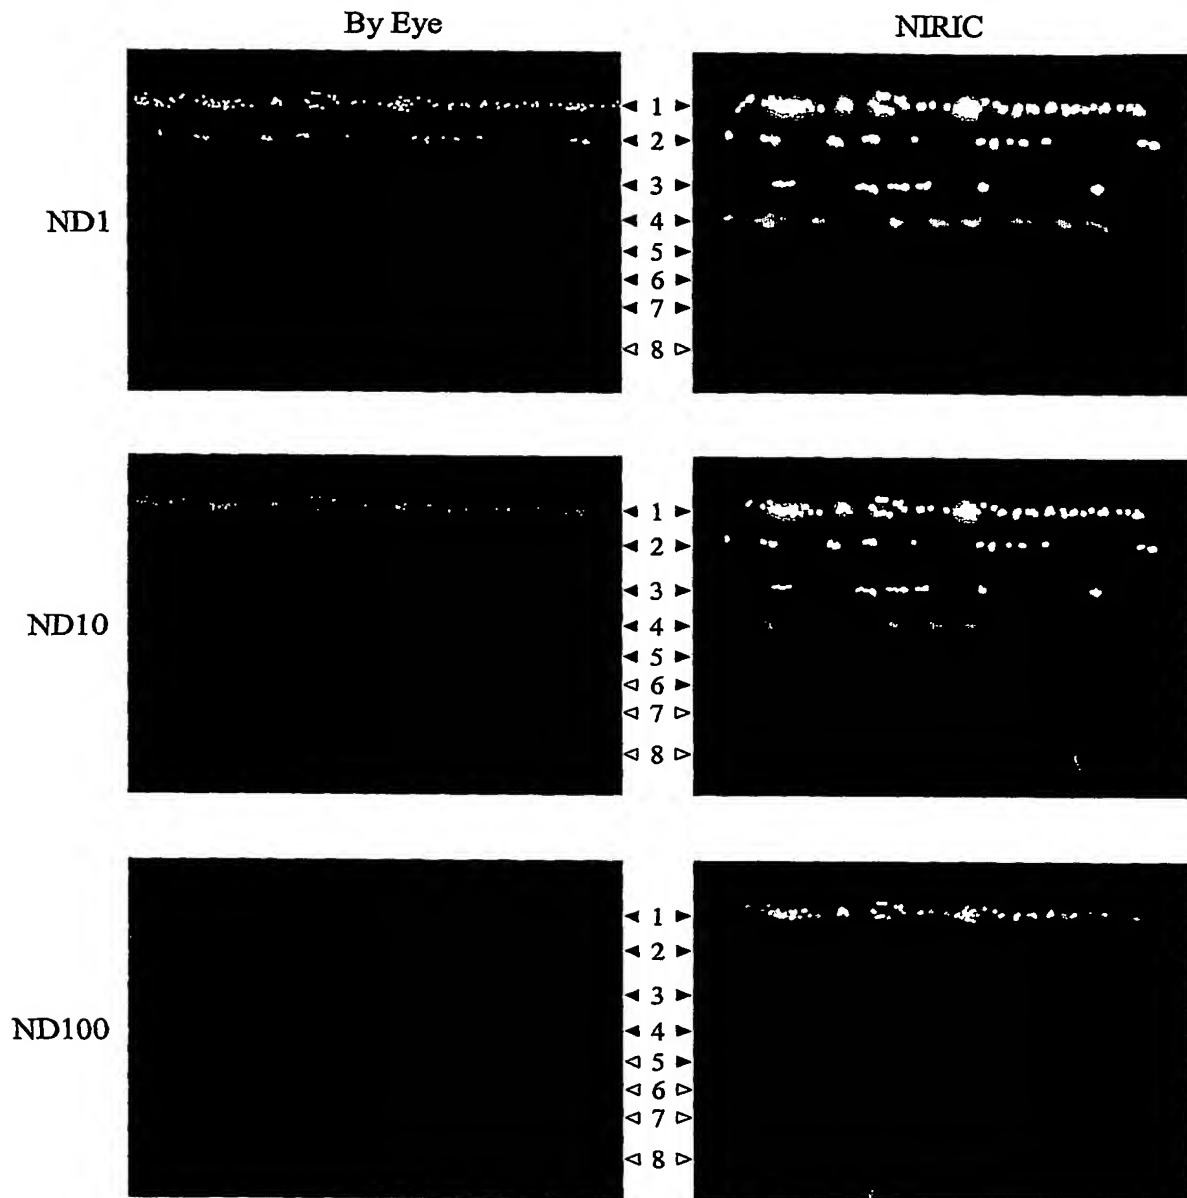 By Eye NIRIC
ND1
◄ 1 ►
◄ 2 ►
◄ 3 ►
◄ 4 ►
◄ 5 ►
◄ 6 ►
◄ 7 ►
◅ 8 ▻
ND10
◄ 1 ►
◄ 2 ►
◄ 3 ►
◄ 4 ►
◄ 5 ►
◅ 6 ►
◅ 7 ▻
◅ 8 ▻
ND100
◄ 1 ►
◄ 2 ►
◄ 3 ►
◄ 4 ►
◅ 5 ►
◅ 6 ▻
◅ 7 ▻
◅ 8 ▻